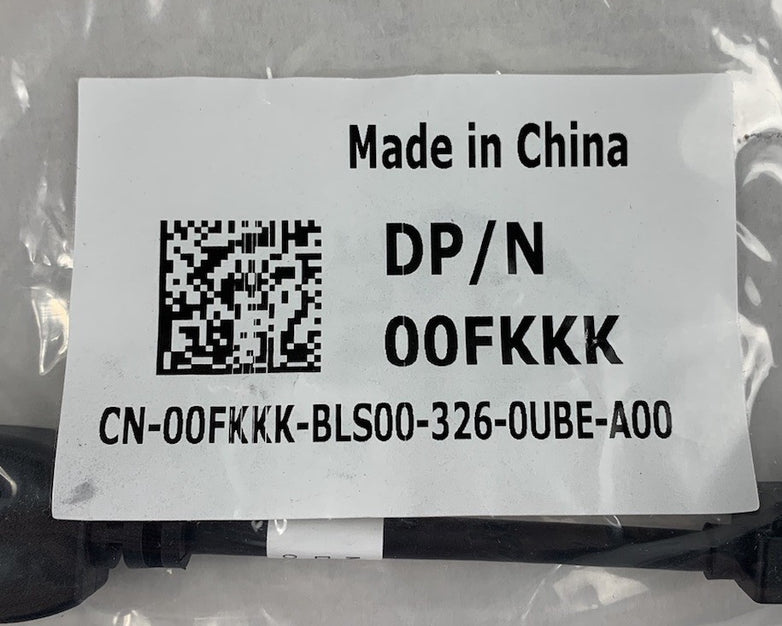 Made in China
DP/N
00FKKK
CN-00FKKK-BLS00-326-0UBE-A00